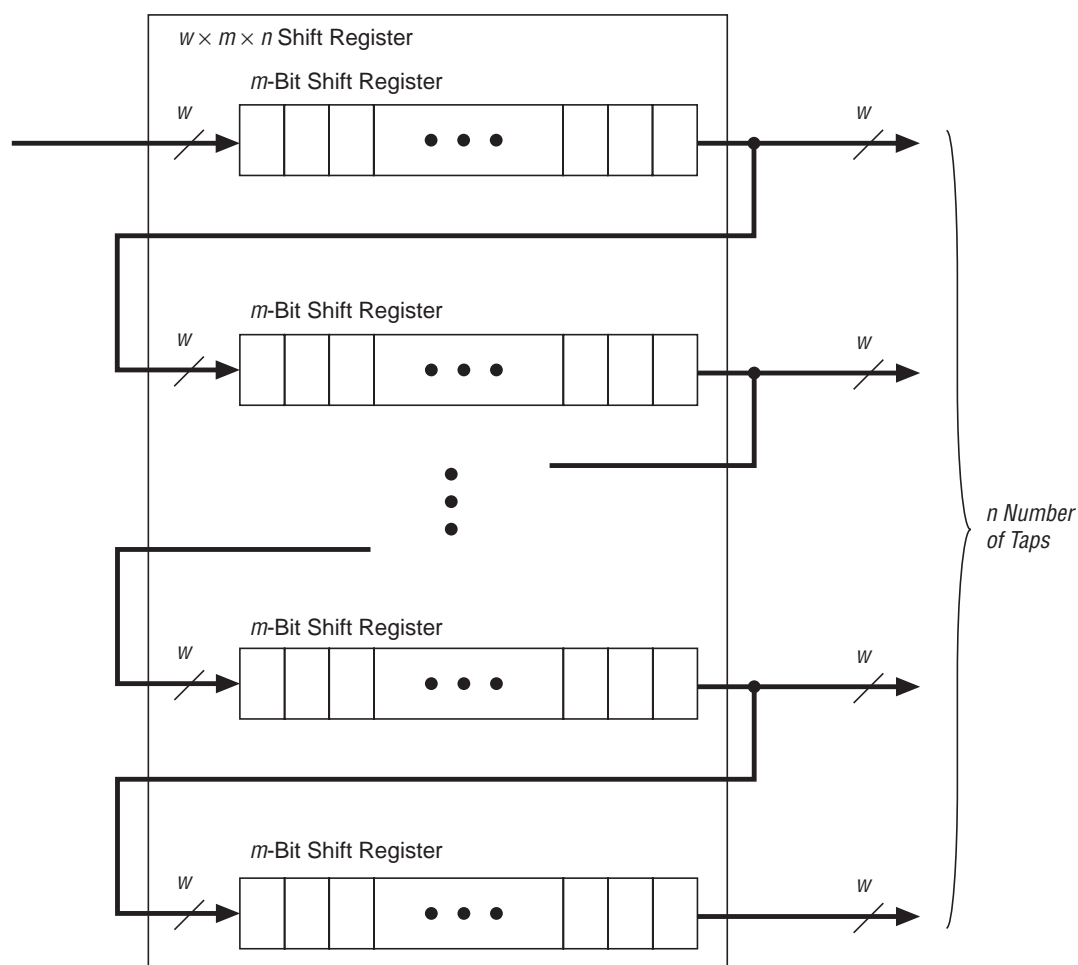 w × m × n Shift Register
m-Bit Shift Register
w
w
m-Bit Shift Register
w
w
n Number
of Taps
m-Bit Shift Register
w
w
m-Bit Shift Register
w
w